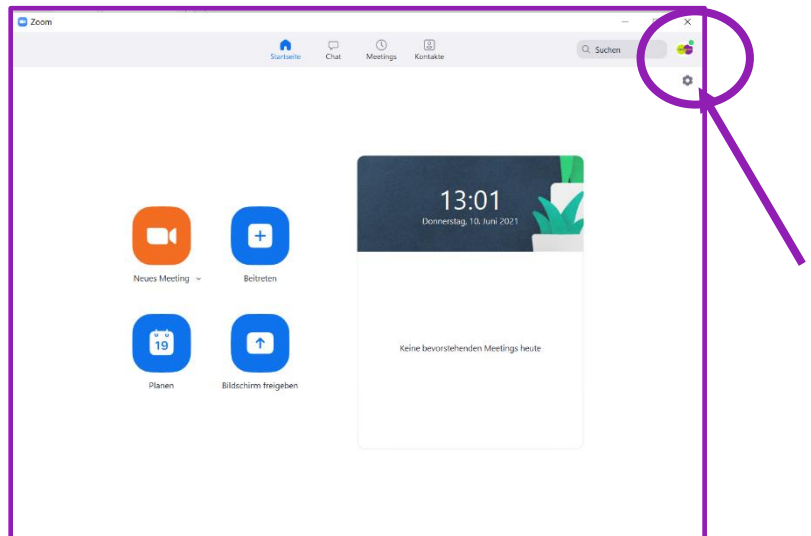 Zoom
Startseite
Chat
Meetings
Kontakte
Suchen
13:01
Donnerstag, 10. Juni 2021
Neues Meeting
Beitreten
19
Planen
Bildschirm freigeben
Keine bevorstehenden Meetings heute